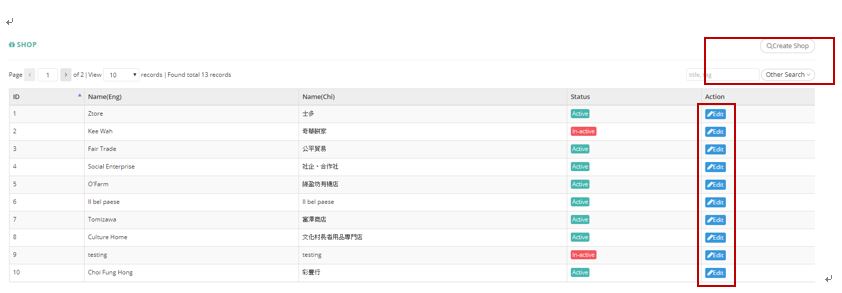 SHOP
Create Shop
Page 1 of 2 | View 10 records | Found total 13 records
title, tag Other Search
ID Name(Eng) Name(Chi) Status Action
1 Ztore 士多 Active Edit
2 Kee Wah 奇華餅家 In-active Edit
3 Fair Trade 公平貿易 Active Edit
4 Social Enterprise 社企・合作社 Active Edit
5 O'Farm 綠盈坊有機店 Active Edit
6 Il bel paese Il bel paese Active Edit
7 Tomizawa 富澤商店 Active Edit
8 Culture Home 文化村長者用品專門店 Active Edit
9 testing testing In-active Edit
10 Choi Fung Hong 彩豐行 Active Edit